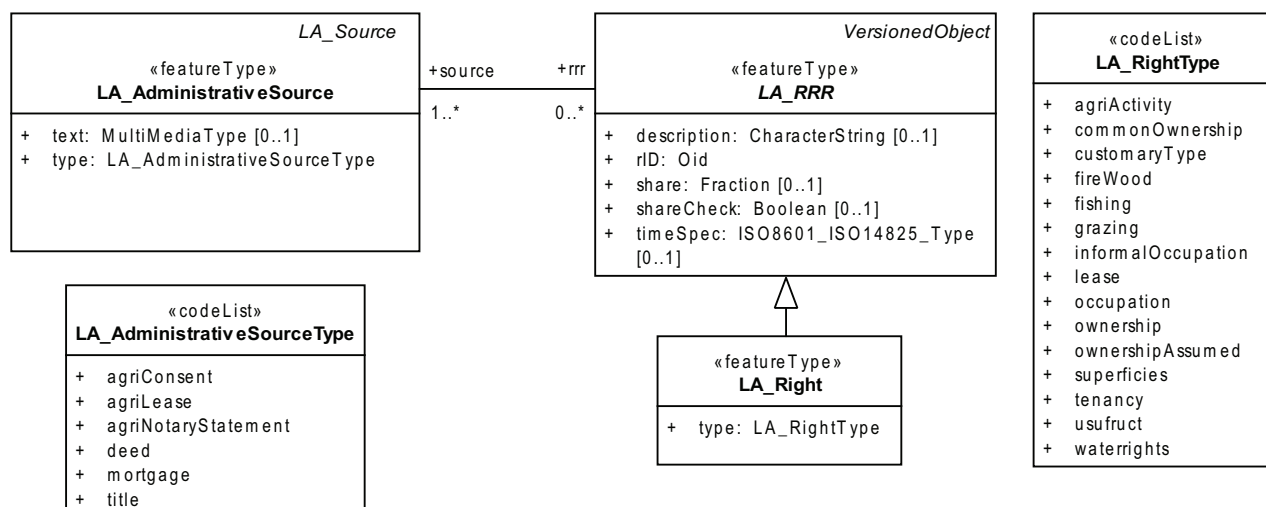 LA_Source
«featureType»
LA_AdministrativeSource
+ text: MultiMediaType [0..1]
+ type: LA_AdministrativeSourceType
+source
1..*
+rrr
0..*
VersionedObject
«featureType»
LA_RRR
+ description: CharacterString [0..1]
+ rID: Oid
+ share: Fraction [0..1]
+ shareCheck: Boolean [0..1]
+ timeSpec: ISO8601_ISO14825_Type
[0..1]
«featureType»
LA_Right
+ type: LA_RightType
«codeList»
LA_AdministrativeSourceType
+ agriConsent
+ agriLease
+ agriNotaryStatement
+ deed
+ mortgage
+ title
«codeList»
LA_RightType
+ agriActivity
+ commonOwnership
+ customaryType
+ fireWood
+ fishing
+ grazing
+ informalOccupation
+ lease
+ occupation
+ ownership
+ ownershipAssumed
+ superficies
+ tenancy
+ usufruct
+ waterrights